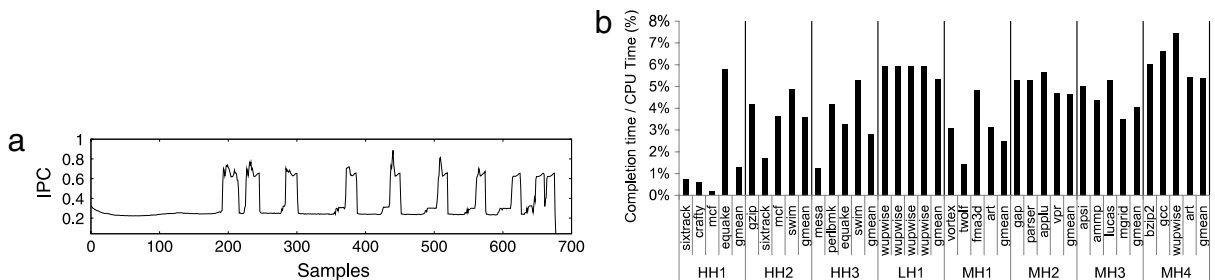 a
IPC
1
0.8
0.6
0.4
0.2
0 100 200 300 400 500 600 700
Samples
b
Completion time / CPU Time (%)
8%
7%
6%
5%
4%
3%
2%
1%
0%
sixtrack crafty mcf equake gmean gzip sixtrack mcf swim gmean mesa perlbmk equake swim gmean wupwise wupwise wupwise wupwise gmean vortex twolf fma3d art gmean gap parser applu vpr gmean apsi ammp lucas mgrid gmean bzip2 gcc wupwise art gmean
HH1 HH2 HH3 LH1 MH1 MH2 MH3 MH4